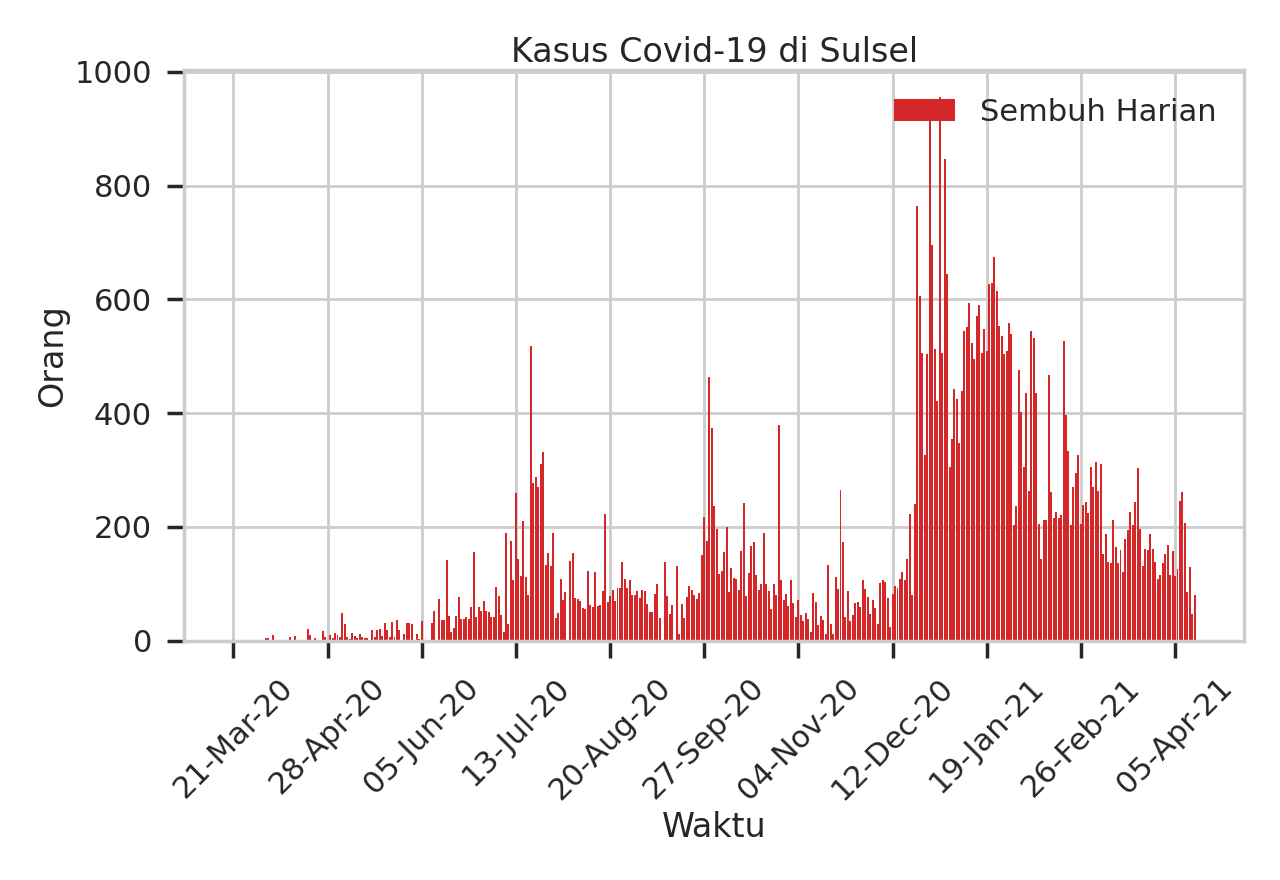 Kasus Covid-19 di Sulsel
Sembuh Harian
Orang
1000
800
600
400
200
0
21-Mar-20
28-Apr-20
05-Jun-20
13-Jul-20
20-Aug-20
27-Sep-20
04-Nov-20
12-Dec-20
19-Jan-21
26-Feb-21
05-Apr-21
Waktu